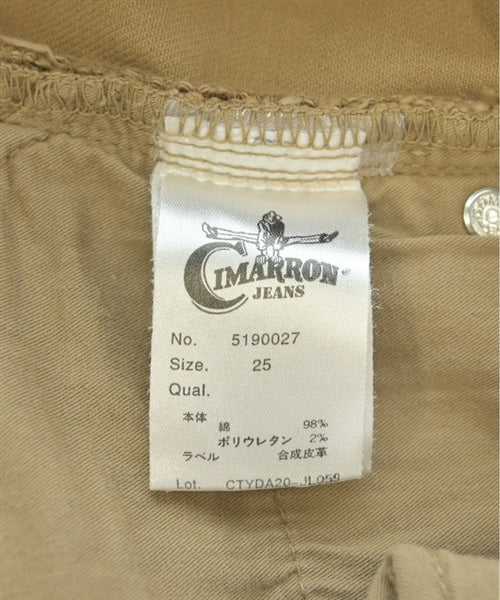 CIMARRON®
JEANS
No. 5190027
Size. 25
Qual.
本体
綿 98%
ポリウレタン 2%
ラベル 合成皮革
Lot. CTYDA20-JL059